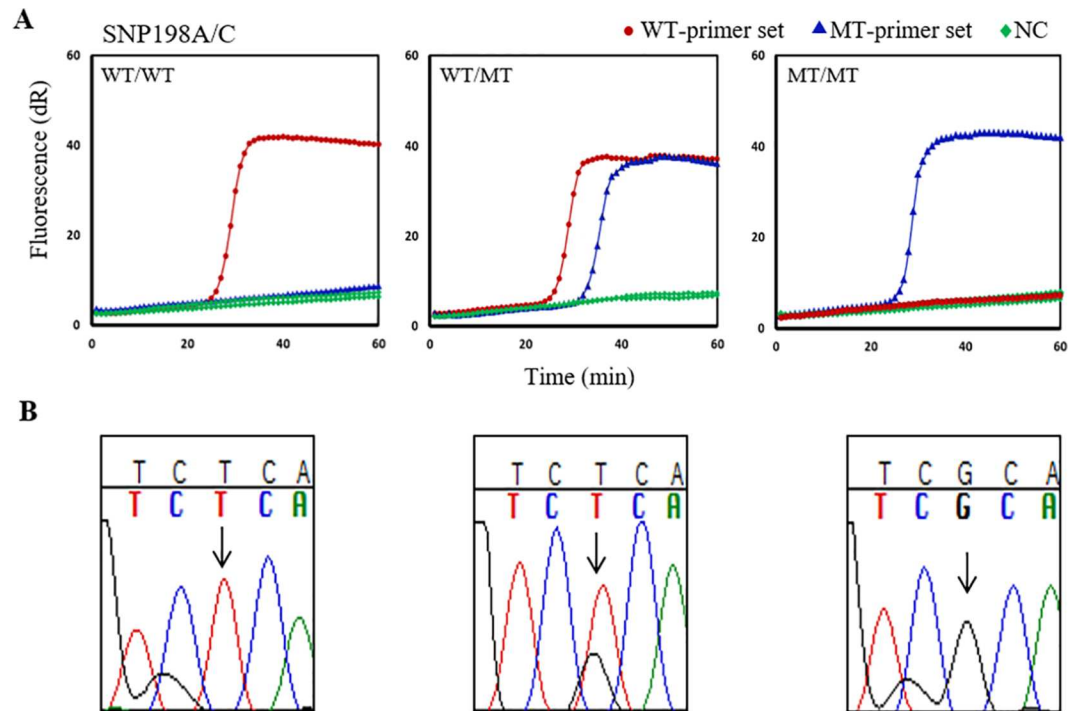 A
SNP198A/C
WT-primer set MT-primer set NC
WT/WT WT/MT MT/MT
60 60 60
40 40 40
20 20 20
0 0 0
0 20 40 60 0 20 40 60 0 20 40 60
Fluorescence (dR)
Time (min)
B
T C T C A T C T C A T C G C A
T C T C A T C T C A T C G C A